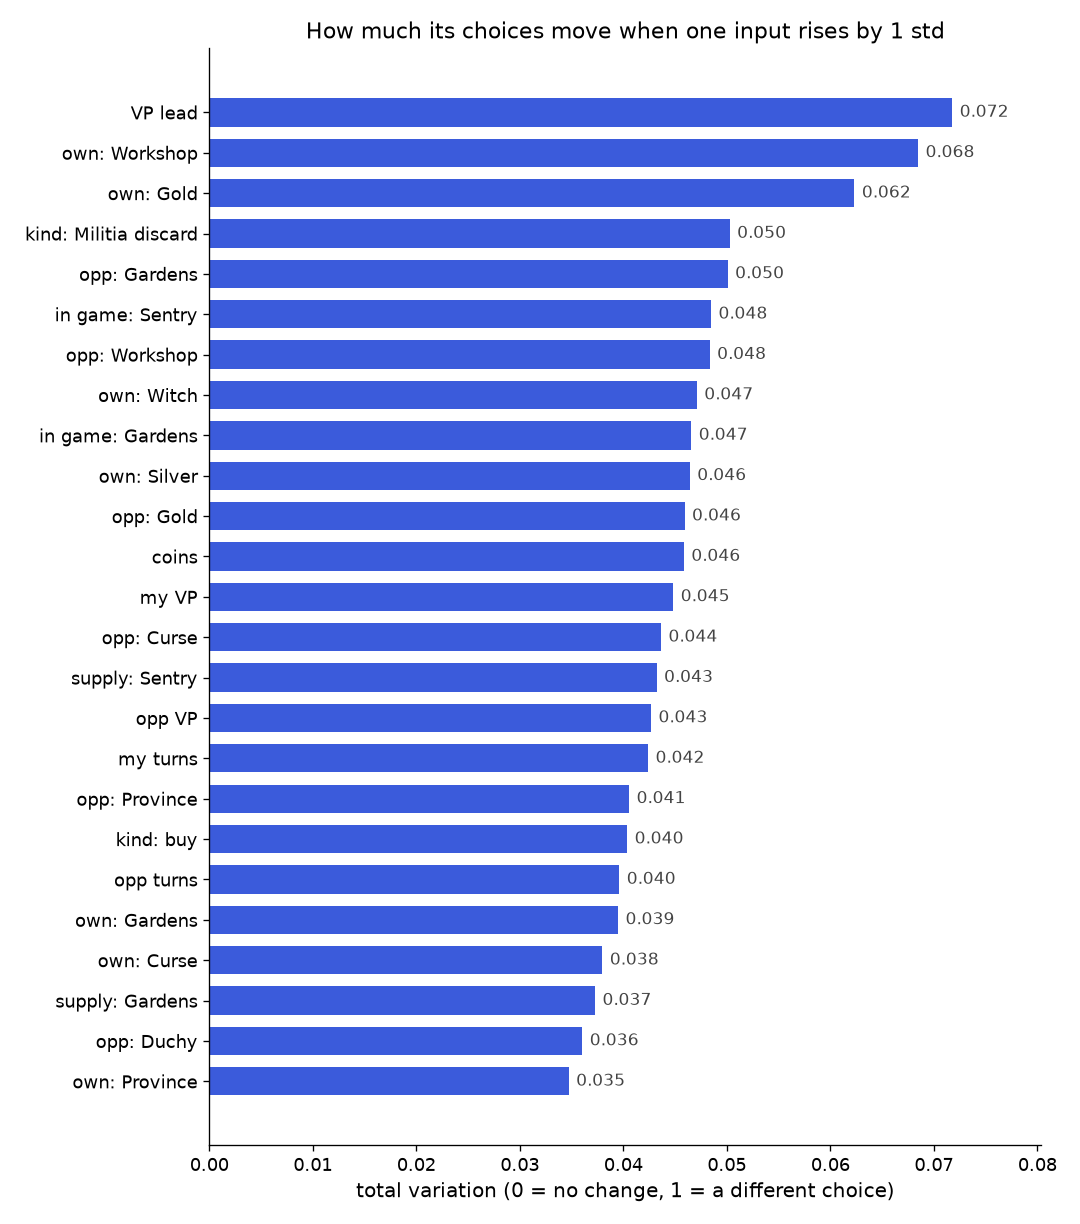 How much its choices move when one input rises by 1 std
VP lead 0.072
own: Workshop 0.068
own: Gold 0.062
kind: Militia discard 0.050
opp: Gardens 0.050
in game: Sentry 0.048
opp: Workshop 0.048
own: Witch 0.047
in game: Gardens 0.047
own: Silver 0.046
opp: Gold 0.046
coins 0.046
my VP 0.045
opp: Curse 0.044
supply: Sentry 0.043
opp VP 0.043
my turns 0.042
opp: Province 0.041
kind: buy 0.040
opp turns 0.040
own: Gardens 0.039
own: Curse 0.038
supply: Gardens 0.037
opp: Duchy 0.036
own: Province 0.035
0.00 0.01 0.02 0.03 0.04 0.05 0.06 0.07 0.08
total variation (0 = no change, 1 = a different choice)